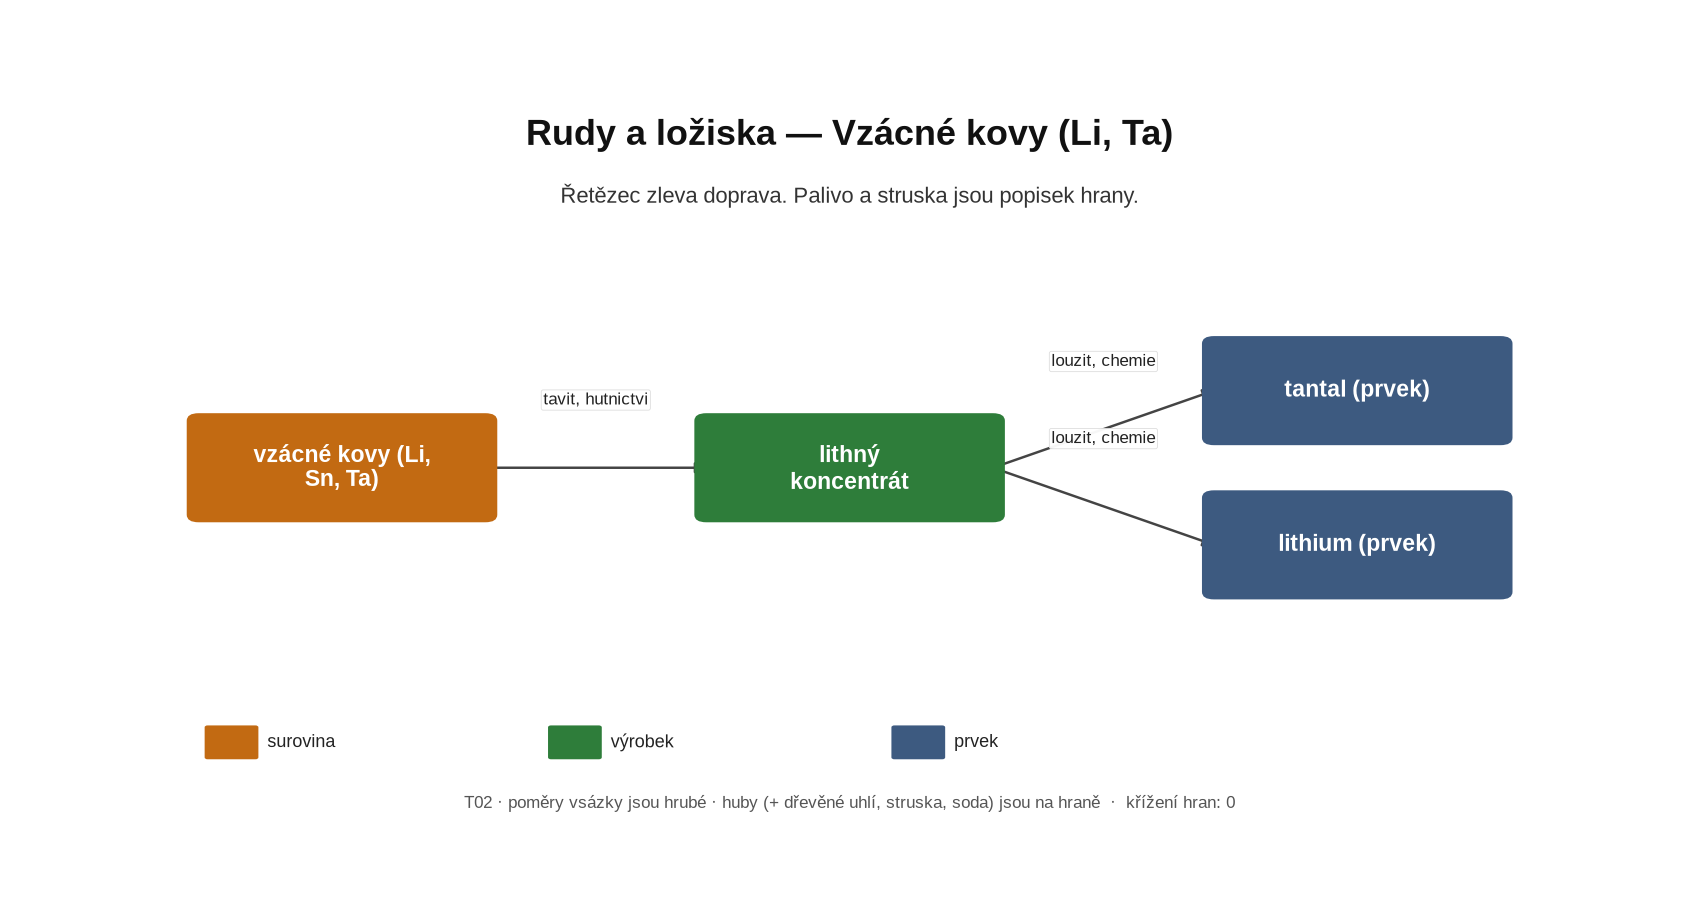 Rudy a ložiska — Vzácné kovy (Li, Ta)
Řetězec zleva doprava. Palivo a struska jsou popisek hrany.
louzit, chemie
tantal (prvek)
tavit, hutnictvi
louzit, chemie
vzácné kovy (Li,
Sn, Ta)
lithný
koncentrát
lithium (prvek)
surovina
výrobek
prvek
T02 · poměry vsázky jsou hrubé · huby (+ dřevěné uhlí, struska, soda) jsou na hraně · křížení hran: 0